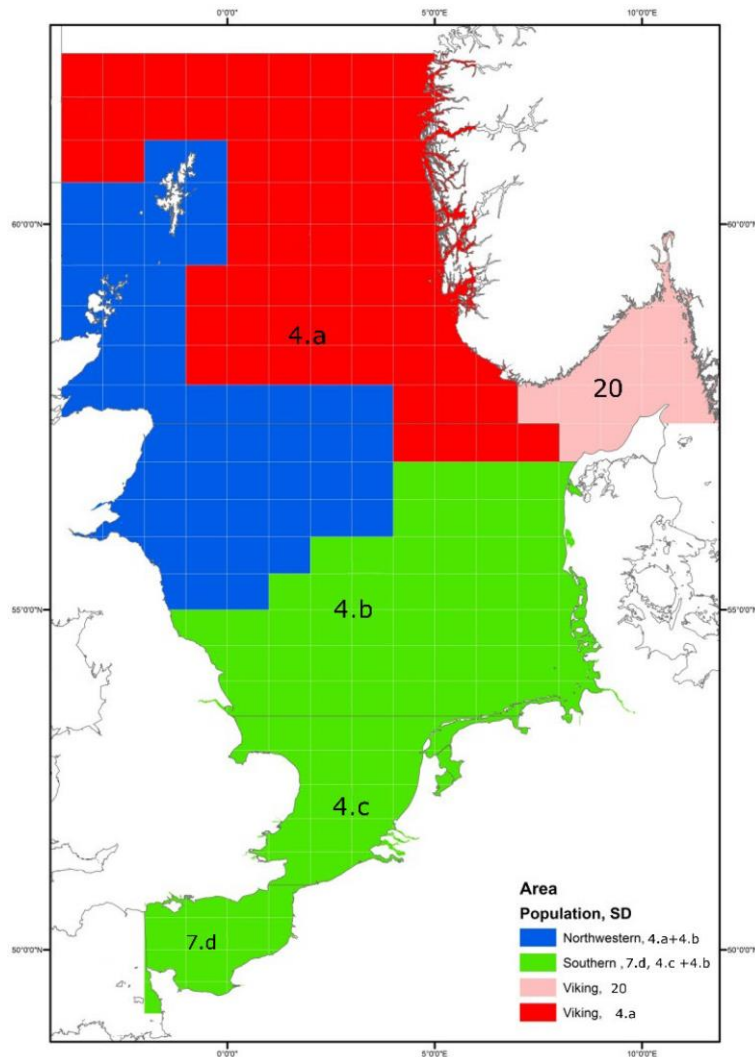 0°0'0" 5°0'0"E 10°0'0"E
60°0'0"N 60°0'0"N
4.a
20
55°0'0"N 55°0'0"N
4.b
4.c
7.d
50°0'0"N 50°0'0"N
Area
Population, SD
Northwestern, 4.a+4.b
Southern , 7.d, 4.c +4.b
Viking, 20
Viking, 4.a
0°0'0" 5°0'0"E 10°0'0"E